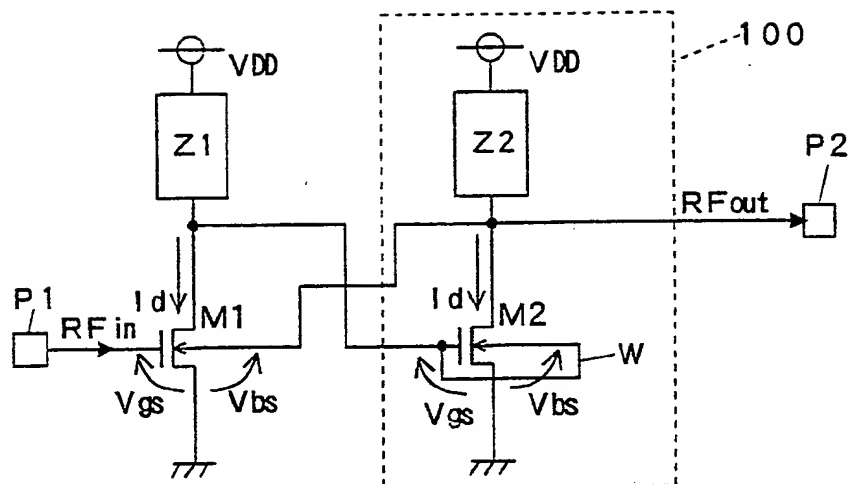 100
VDD
VDD
Z1
Z2
P2
RFout
P1
Id
M1
Id
M2
RFin
W
Vgs
Vbs
Vgs
Vbs